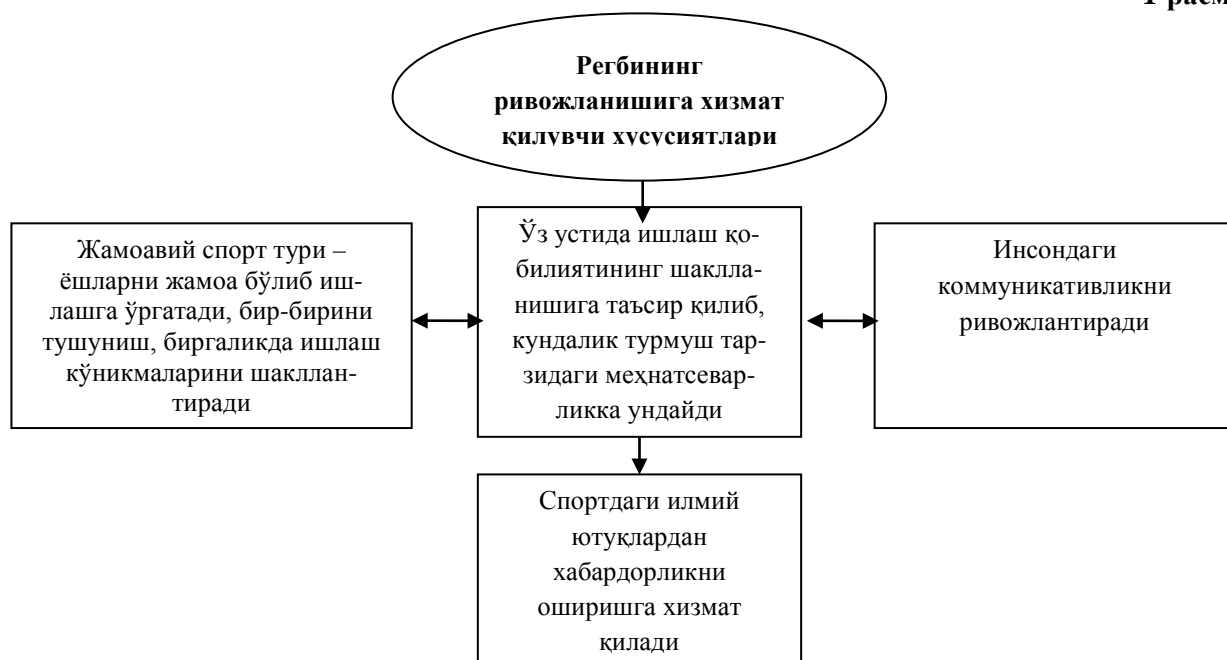 1-расм
Регбининг
ривожланишига хизмат
қилувчи хусусиятлари
Жамоавий спорт тури –
ёшларни жамоа бўлиб иш-
лашга ўргатади, бир-бирини
тушуниш, биргаликда ишлаш
кўникмаларини шакллан-
тиради
Ўз устида ишлаш қо-
билиятининг шаклла-
нишига таъсир қилиб,
кундалик турмуш тар-
зидаги меҳнатсевар-
ликка ундайди
Инсондаги
коммуникативликни
ривожлантиради
Спортдаги илмий
ютуқлардан
хабардорликни
оширишга хизмат
қилади